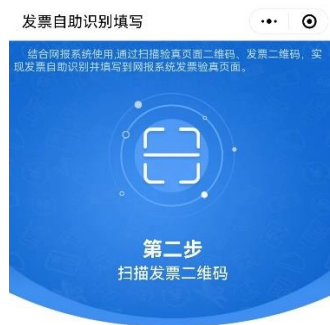 发票自助识别填写
结合网报系统使用,通过扫描验真页面二维码、发票二维码，实
现发票自助识别并填写到网报系统发票验真页面。
第二步
扫描发票二维码